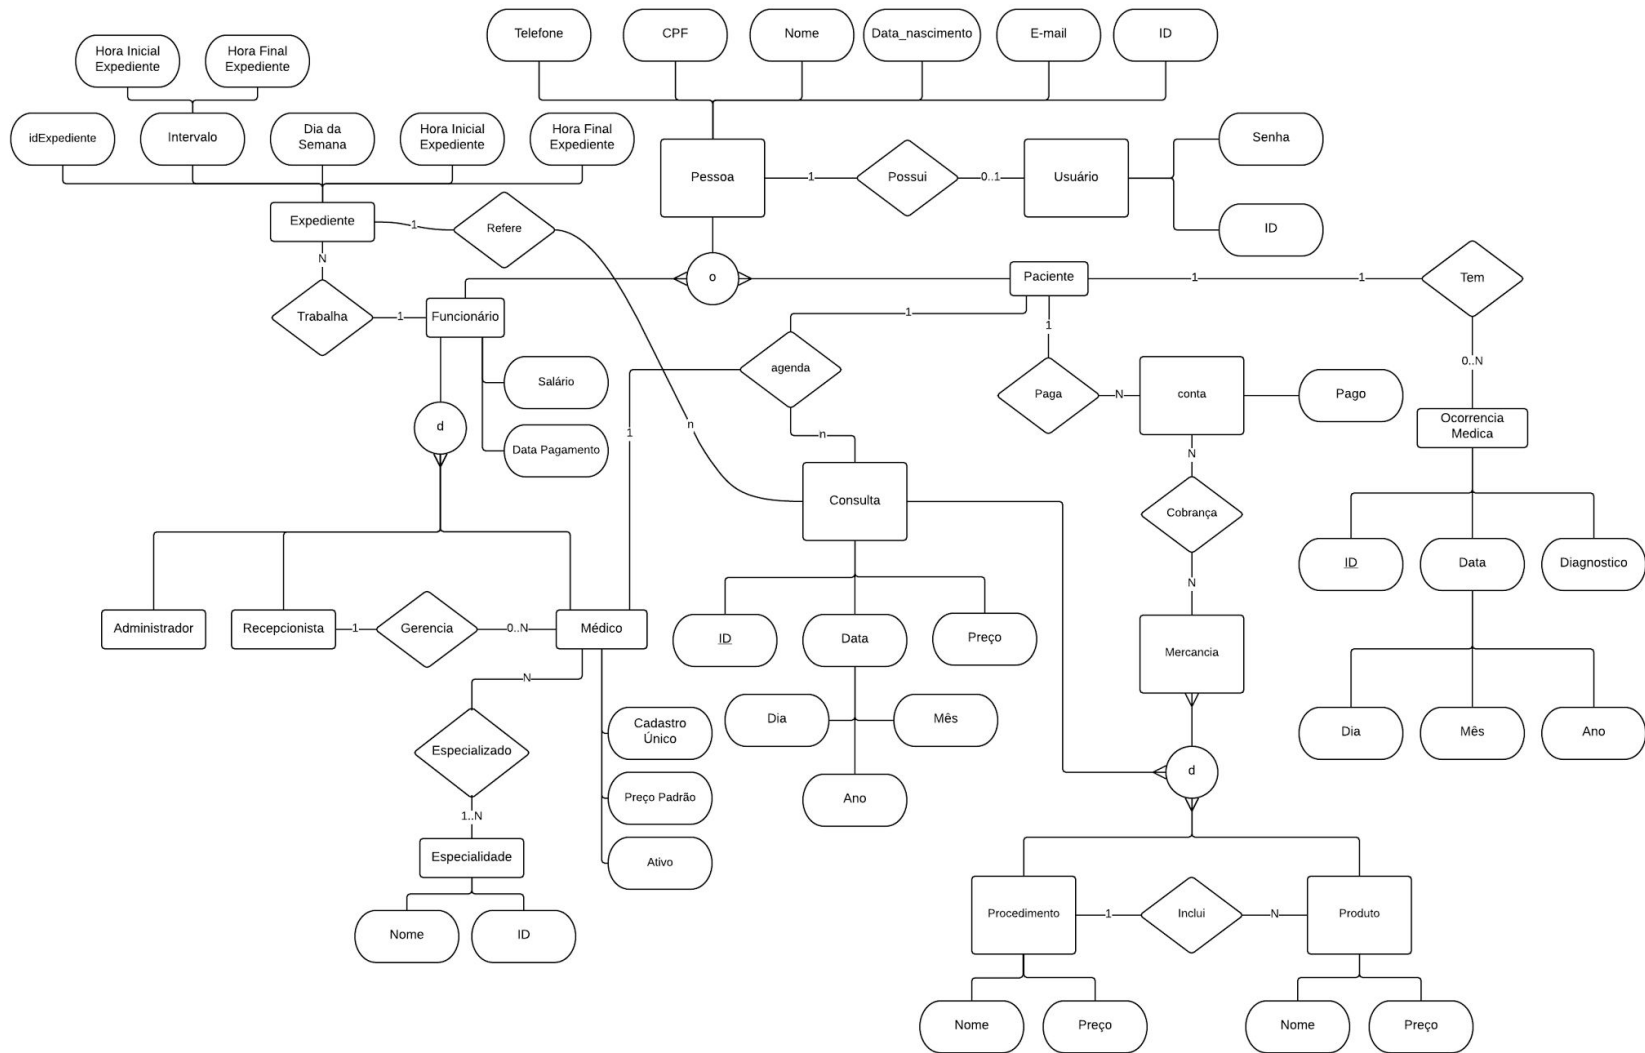 Telefone
CPF
Nome
Data_nascimento
E-mail
ID
Hora Inicial
Expediente
Hora Final
Expediente
idExpediente
Intervalo
Dia da
Semana
Hora Inicial
Expediente
Hora Final
Expediente
Senha
Pessoa
1
Possui
0..1
Usuário
ID
Expediente
1
Refere
N
o
Paciente
1
1
Tem
Trabalha
1
Funcionário
1
1
0..N
agenda
Salário
Paga
N
conta
Pago
d
n
1
n
Data Pagamento
Ocorrencia
Medica
N
Consulta
Cobrança
ID
Data
Diagnostico
N
Administrador
Recepcionista
1
Gerencia
0..N
Médico
ID
Data
Preço
Mercancia
N
Cadastro
Único
Dia
Mês
Dia
Mês
Ano
Especializado
d
Preço Padrão
Ano
1..N
Especialidade
Ativo
Nome
ID
Procedimento
1
Inclui
N
Produto
Nome
Preço
Nome
Preço